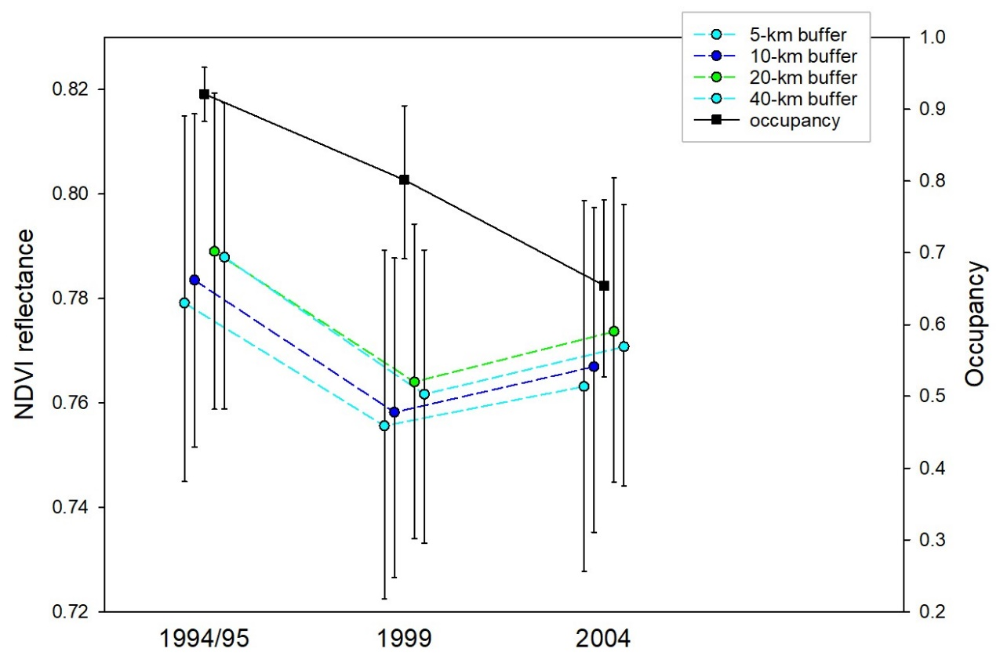 5-km buffer
10-km buffer
20-km buffer
40-km buffer
occupancy
NDVI reflectance
0.82
0.80
0.78
0.76
0.74
0.72
1994/95
1999
2004
1.0
0.9
0.8
0.7
0.6
0.5
0.4
0.3
0.2
Occupancy